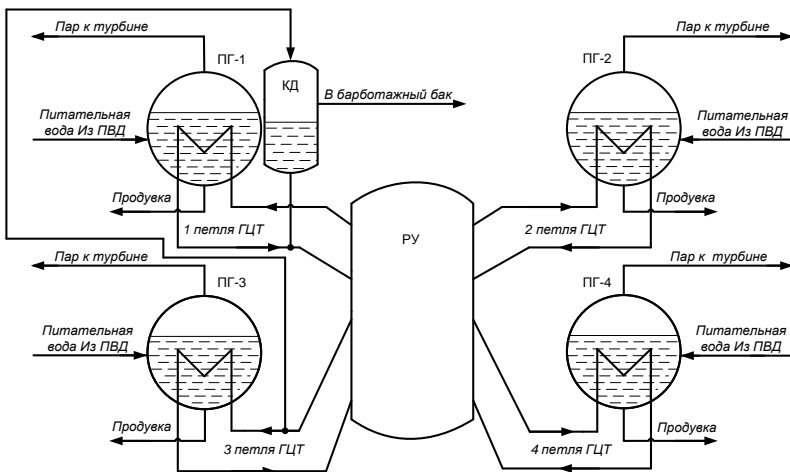 Пар к турбине
ПГ-1
КД
В барботажный бак
Питательная
вода Из ПВД
Продувка
1 петля ГЦТ
Пар к турбине
ПГ-2
Питательная
вода Из ПВД
Продувка
2 петля ГЦТ
РУ
Пар к турбине
ПГ-3
Питательная
вода Из ПВД
Продувка
3 петля ГЦТ
Пар к турбине
ПГ-4
Питательная
вода Из ПВД
Продувка
4 петля ГЦТ